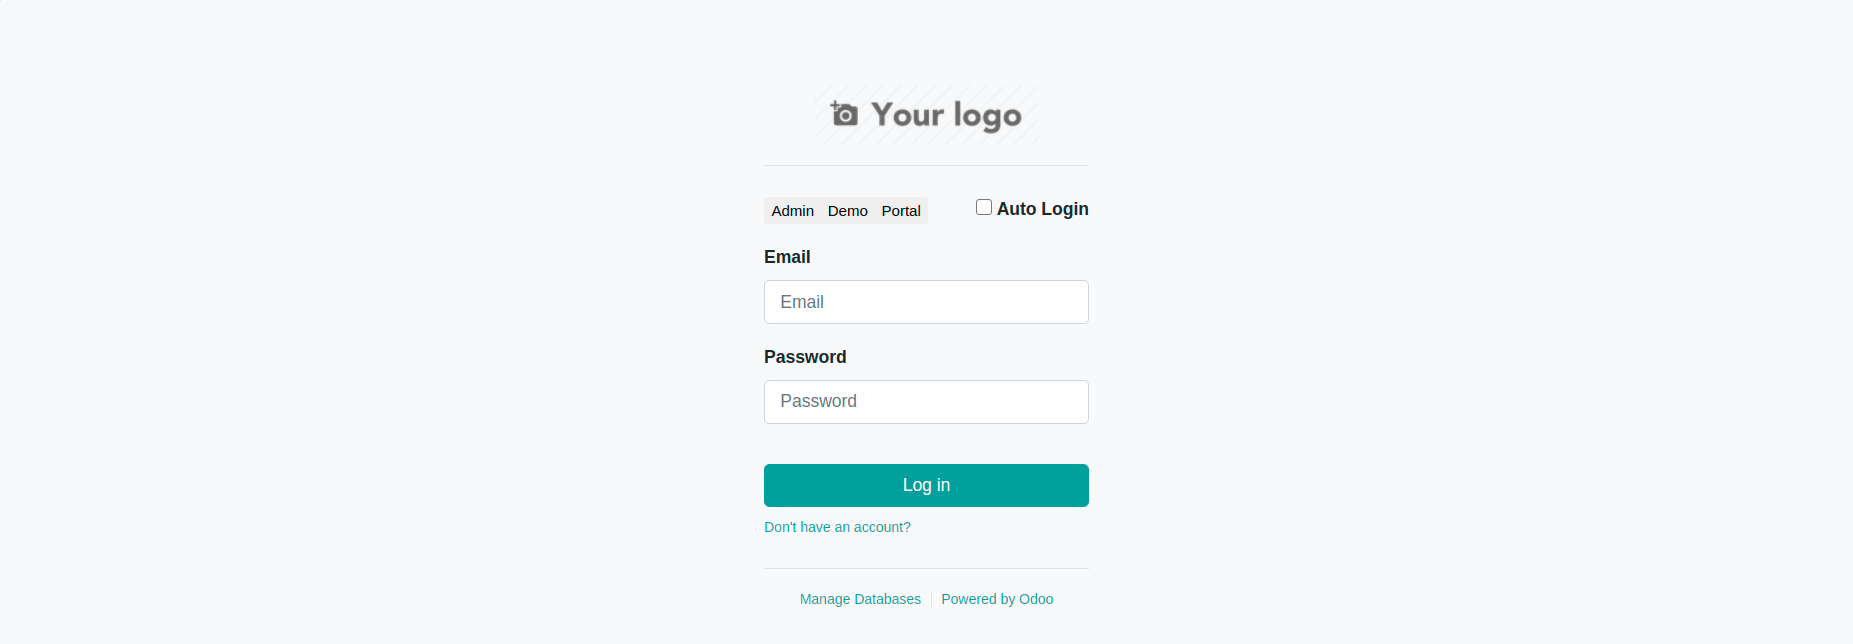 Your logo
Admin Demo Portal Auto Login
Email
Email
Password
Password
Log in
Don't have an account?
Manage Databases Powered by Odoo